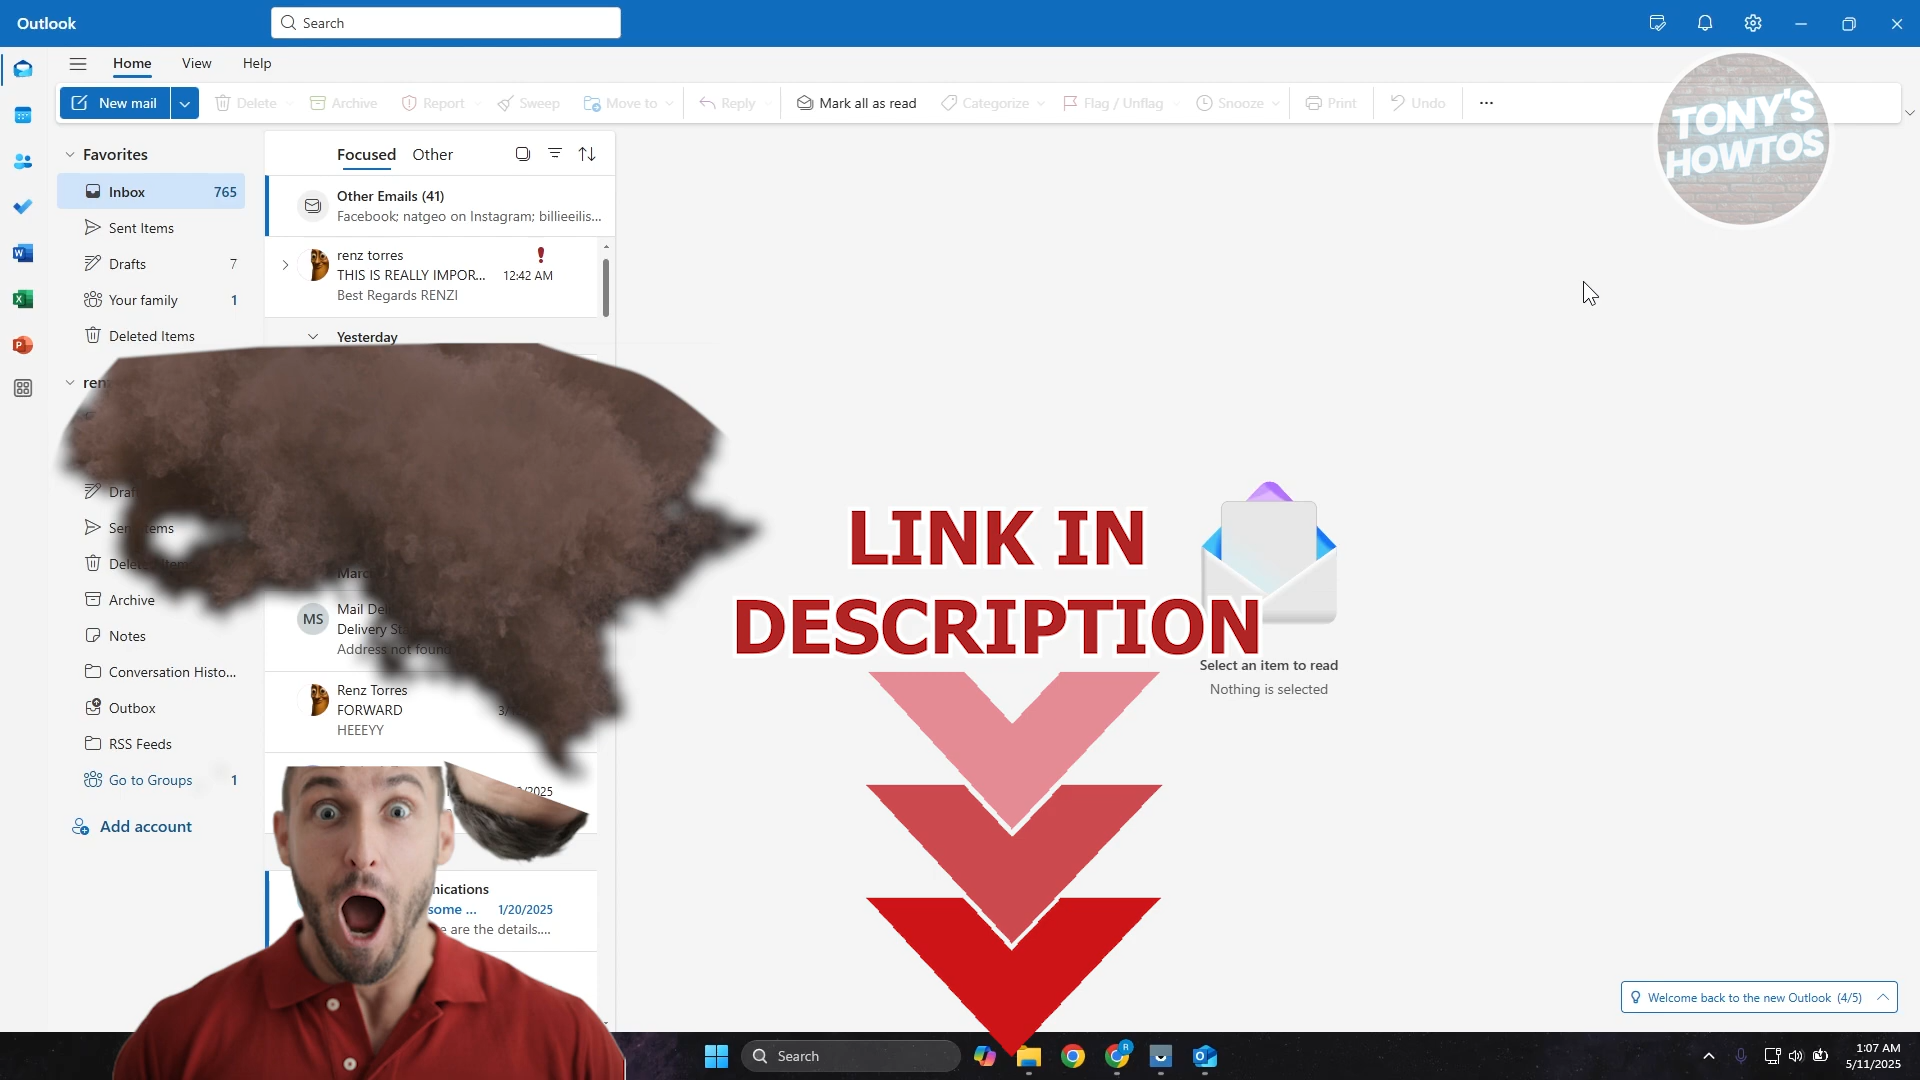 Outlook
Search
Home View Help
New mail Delete Archive Report Sweep Move to Reply Mark all as read Categorize Flag / Unflag Snooze Print Undo
TONY'S
HOWTOS
Favorites
Inbox 765
Sent Items
Drafts 7
Your family 1
Deleted Items
Archive
Notes
Conversation Histo...
Outbox
RSS Feeds
Go to Groups 1
Add account
Focused Other
Other Emails (41)
Facebook; natgeo on Instagram; billieeilis...
renz torres
THIS IS REALLY IMPOR... 12:42 AM
Best Regards RENZI
Yesterday
MS
Mail
Delivery
Address not found
Renz Torres
FORWARD
HEEEYY
some ... 1/20/2025
are the details....
LINK IN
DESCRIPTION
Select an item to read
Nothing is selected
Welcome back to the new Outlook (4/5)
Search
R
1:07 AM
5/11/2025